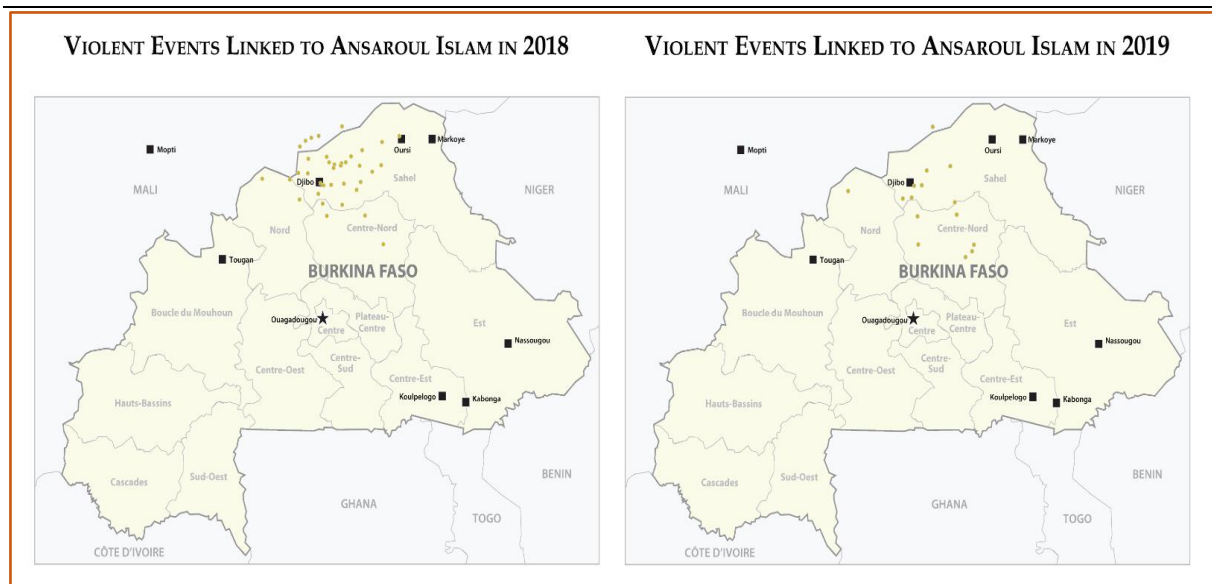 VIOLENT EVENTS LINKED TO ANSAROUL ISLAM IN 2018
Mopti
MALI
Oursi
Markoye
Djibo
Sahel
NIGER
Nord
Centre-Nord
Tougan
BURKINA FASO
Boucle du Mouhoun
Ouagadougou
Centre
Plateau-
Centre
Est
Nassougou
Centre-Oest
Centre-
Sud
Centre-Est
Koulpelogo
Kabonga
Hauts-Bassins
Cascades
Sud-Oest
BENIN
GHANA
TOGO
CÔTE D'IVOIRE
VIOLENT EVENTS LINKED TO ANSAROUL ISLAM IN 2019
Mopti
MALI
Oursi
Markoye
Djibo
Sahel
NIGER
Nord
Centre-Nord
Tougan
BURKINA FASO
Boucle du Mouhoun
Ouagadougou
Centre
Plateau-
Centre
Est
Nassougou
Centre-Oest
Centre-
Sud
Centre-Est
Koulpelogo
Kabonga
Hauts-Bassins
Cascades
Sud-Oest
BENIN
GHANA
TOGO
CÔTE D'IVOIRE